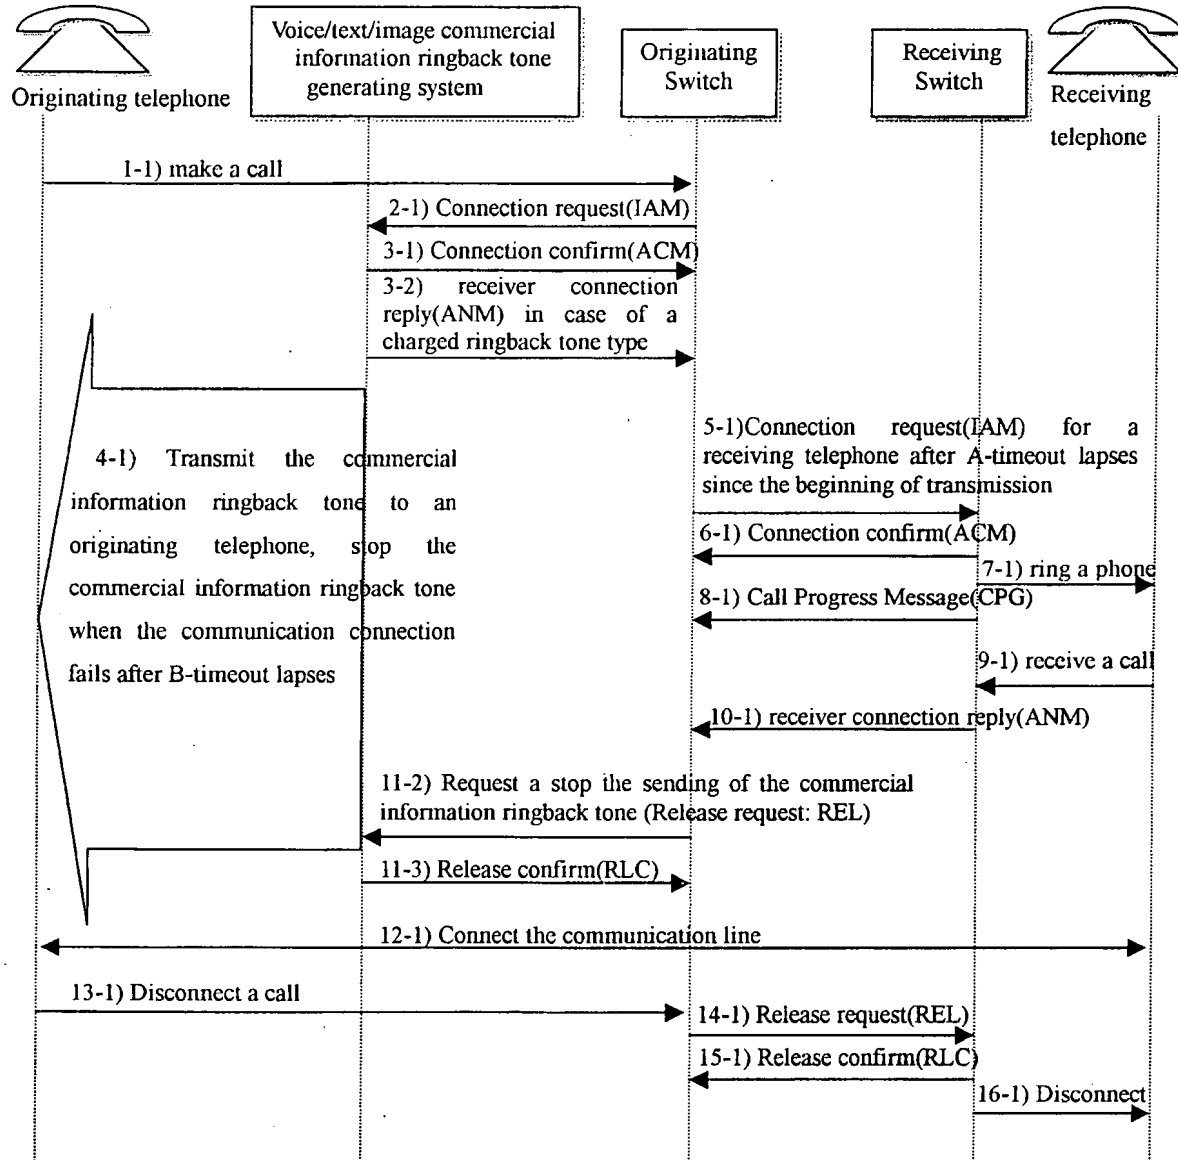 Voice/text/image commercial
information ringback tone
generating system
Originating
Switch
Receiving
Switch
Originating telephone
Receiving
telephone
1-1) make a call
2-1) Connection request(IAM)
3-1) Connection confirm(ACM)
3-2) receiver connection
reply(ANM) in case of a
charged ringback tone type
4-1) Transmit the commercial
information ringback tone to an
originating telephone, stop the
commercial information ringback tone
when the communication connection
fails after B-timeout lapses
5-1)Connection request(IAM) for a
receiving telephone after A-timeout lapses
since the beginning of transmission
6-1) Connection confirm(ACM)
7-1) ring a phone
8-1) Call Progress Message(CPG)
9-1) receive a call
10-1) receiver connection reply(ANM)
11-2) Request a stop the sending of the commercial
information ringback tone (Release request: REL)
11-3) Release confirm(RLC)
12-1) Connect the communication line
13-1) Disconnect a call
14-1) Release request(REL)
15-1) Release confirm(RLC)
16-1) Disconnect